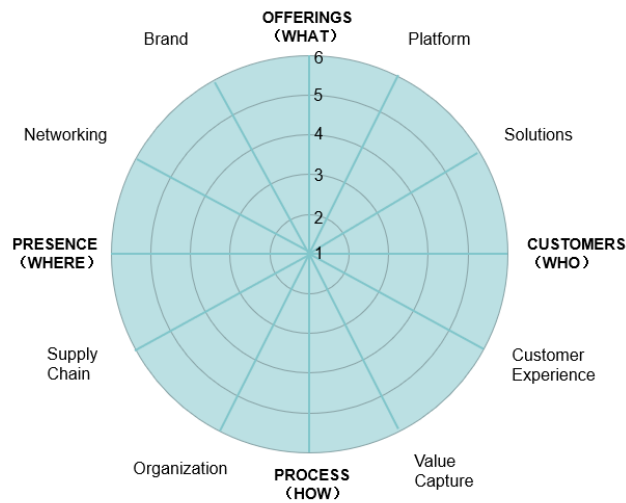 OFFERINGS
（WHAT）
Brand
Platform
6
5
4
3
2
1
Networking
Solutions
PRESENCE
（WHERE）
CUSTOMERS
（WHO）
Supply
Chain
Customer
Experience
Organization
PROCESS
（HOW）
Value
Capture